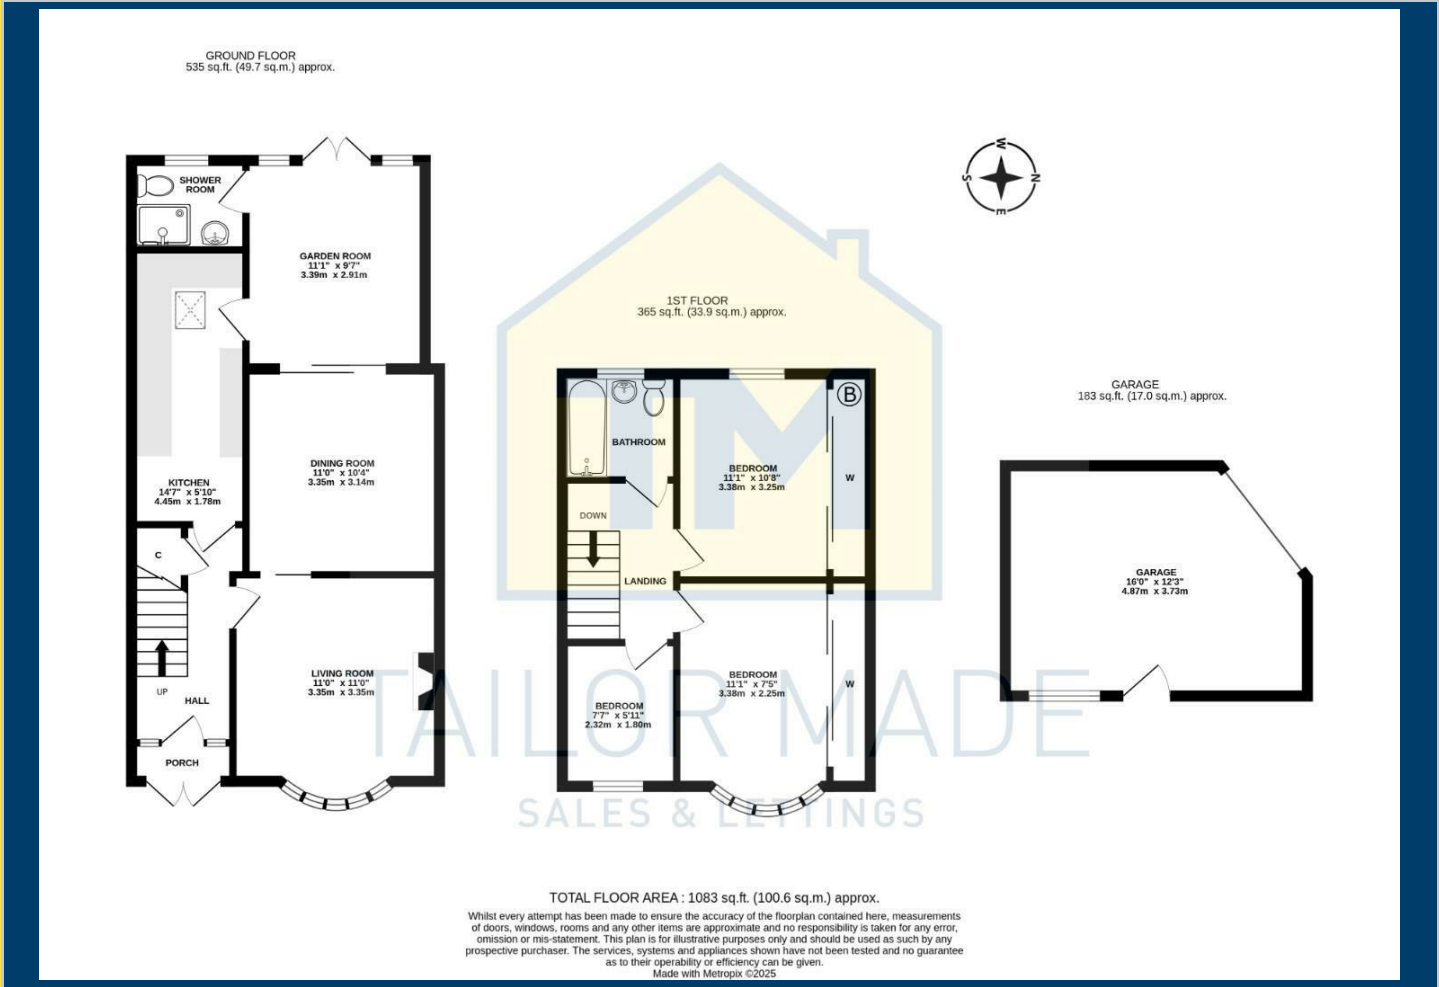 GROUND FLOOR
535 sq.ft. (49.7 sq.m.) approx.
SHOWER
ROOM
GARDEN ROOM
11'1" x 9'7"
3.39m x 2.91m
KITCHEN
14'7" x 5'10"
4.45m x 1.78m
DINING ROOM
11'0" x 10'4"
3.35m x 3.14m
C
UP
HALL
LIVING ROOM
11'0" x 11'0"
3.35m x 3.35m
PORCH
1ST FLOOR
365 sq.ft. (33.9 sq.m.) approx.
BATHROOM
B
BEDROOM
11'1" x 10'8"
3.38m x 3.25m
W
DOWN
LANDING
BEDROOM
11'1" x 7'5"
3.38m x 2.25m
W
BEDROOM
7'7" x 5'11"
2.32m x 1.80m
W
N
E
S
GARAGE
183 sq.ft. (17.0 sq.m.) approx.
GARAGE
16'0" x 12'3"
4.87m x 3.73m
TM
TAILOR MADE
SALES & LETTINGS
TOTAL FLOOR AREA : 1083 sq.ft. (100.6 sq.m.) approx.
Whilst every attempt has been made to ensure the accuracy of the floorplan contained here, measurements
of doors, windows, rooms and any other items are approximate and no responsibility is taken for any error,
omission or mis-statement. This plan is for illustrative purposes only and should be used as such by any
prospective purchaser. The services, systems and appliances shown have not been tested and no guarantee
as to their operability or efficiency can be given.
Made with Metropix ©2025